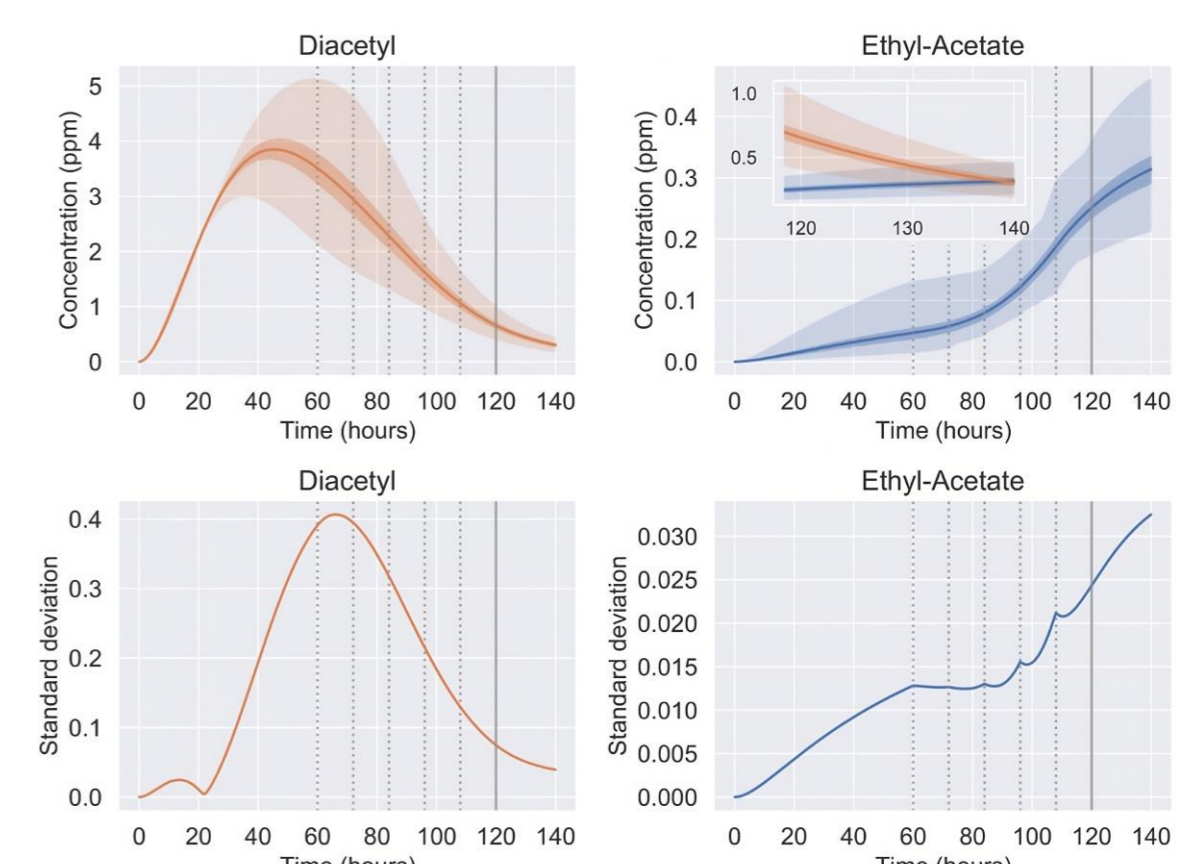 Diacetyl
Concentration (ppm)
5
4
3
2
1
0
0 20 40 60 80 100 120 140
Time (hours)
Ethyl-Acetate
Concentration (ppm)
0.4
0.3
0.2
0.1
0.0
1.0
0.5
120 130 140
0 20 40 60 80 100 120 140
Time (hours)
Diacetyl
Standard deviation
0.4
0.3
0.2
0.1
0.0
0 20 40 60 80 100 120 140
Time (hours)
Ethyl-Acetate
Standard deviation
0.030
0.025
0.020
0.015
0.010
0.005
0.000
0 20 40 60 80 100 120 140
Time (hours)